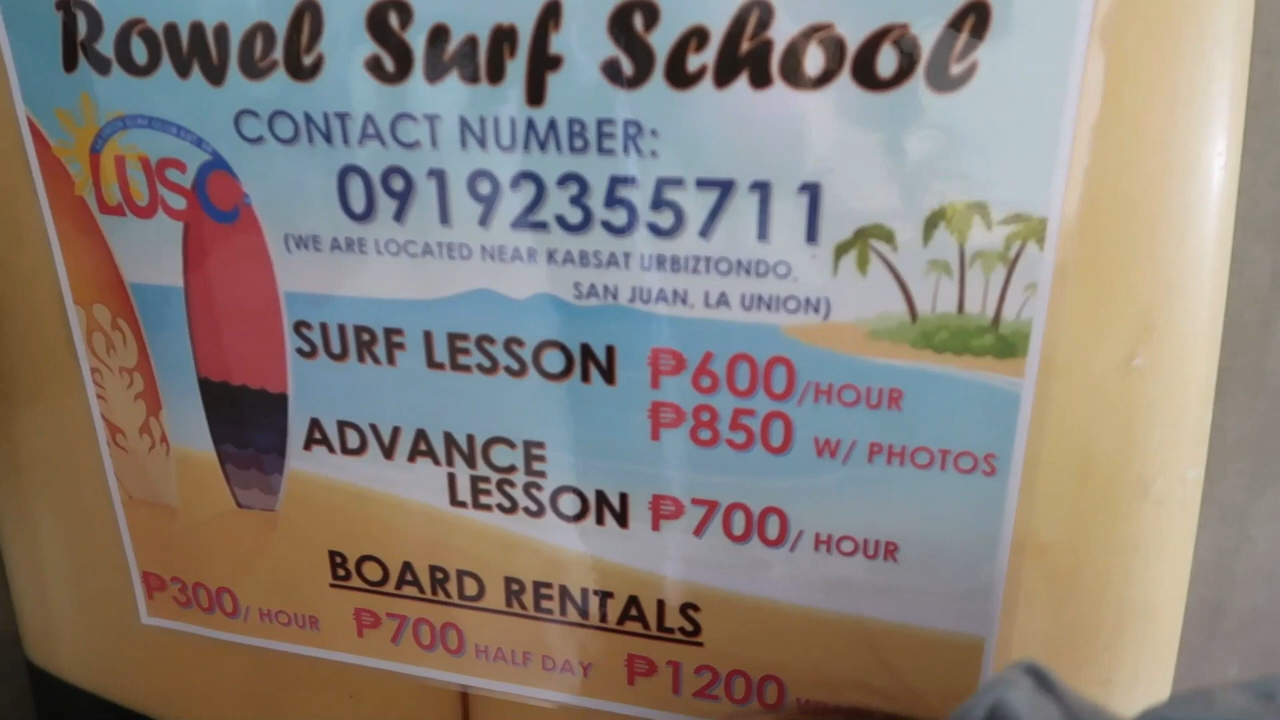 Rowel Surf School
LUSC
CONTACT NUMBER:
09192355711
(WE ARE LOCATED NEAR KABSAT URBIZTONDO,
SAN JUAN, LA UNION)
SURF LESSON ₱600/HOUR
₱850 W/ PHOTOS
ADVANCE
LESSON ₱700/ HOUR
BOARD RENTALS
₱300/ HOUR ₱700 HALF DAY ₱1200